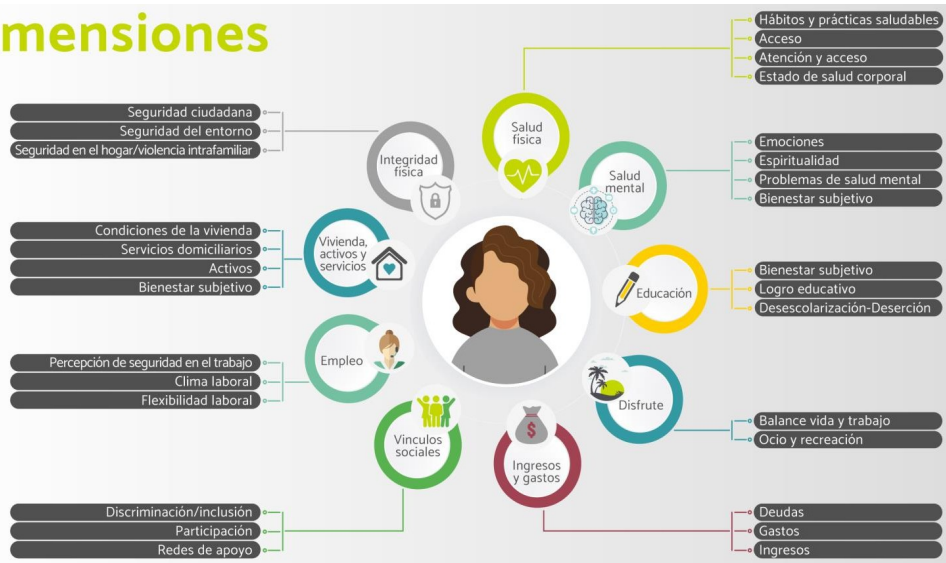 mensiones
Seguridad ciudadana
Seguridad del entorno
Seguridad en el hogar/violencia intrafamiliar
Integridad
física
Condiciones de la vivienda
Servicios domiciliarios
Activos
Bienestar subjetivo
Vivienda,
activos y
servicios
Percepción de seguridad en el trabajo
Clima laboral
Flexibilidad laboral
Empleo
Discriminación/inclusión
Participación
Redes de apoyo
Vinculos
sociales
Salud
física
Hábitos y prácticas saludables
Acceso
Atención y acceso
Estado de salud corporal
Salud
mental
Emociones
Espiritualidad
Problemas de salud mental
Bienestar subjetivo
Educación
Bienestar subjetivo
Logro educativo
Desescolarización-Deserción
Disfrute
Balance vida y trabajo
Ocio y recreación
$
Ingresos
y gastos
Deudas
Gastos
Ingresos